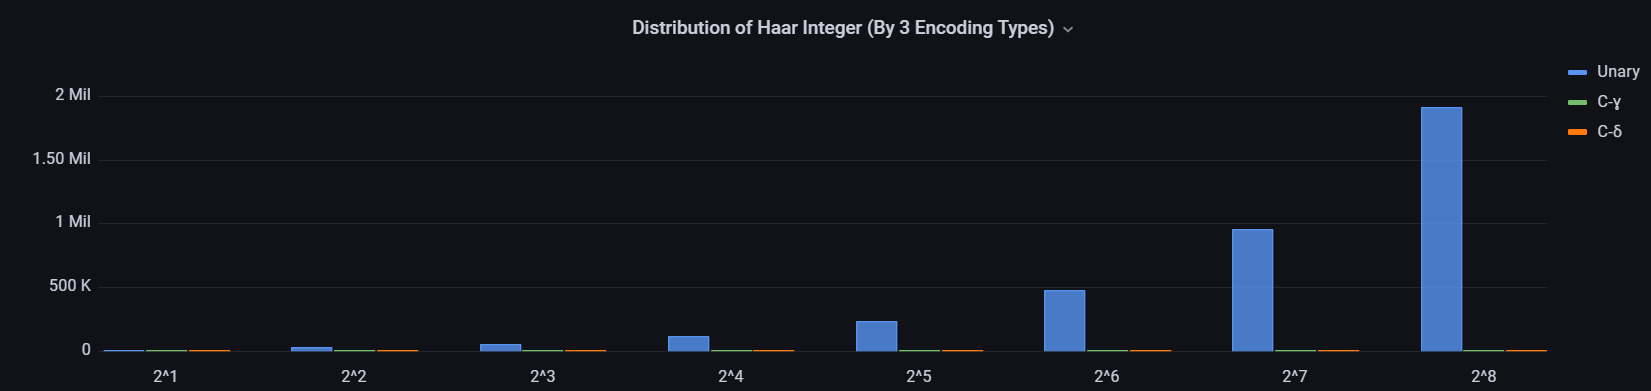 Distribution of Haar Integer (By 3 Encoding Types)
Unary
C-ɣ
C-δ
2 Mil
1.50 Mil
1 Mil
500 K
0
2^1 2^2 2^3 2^4 2^5 2^6 2^7 2^8